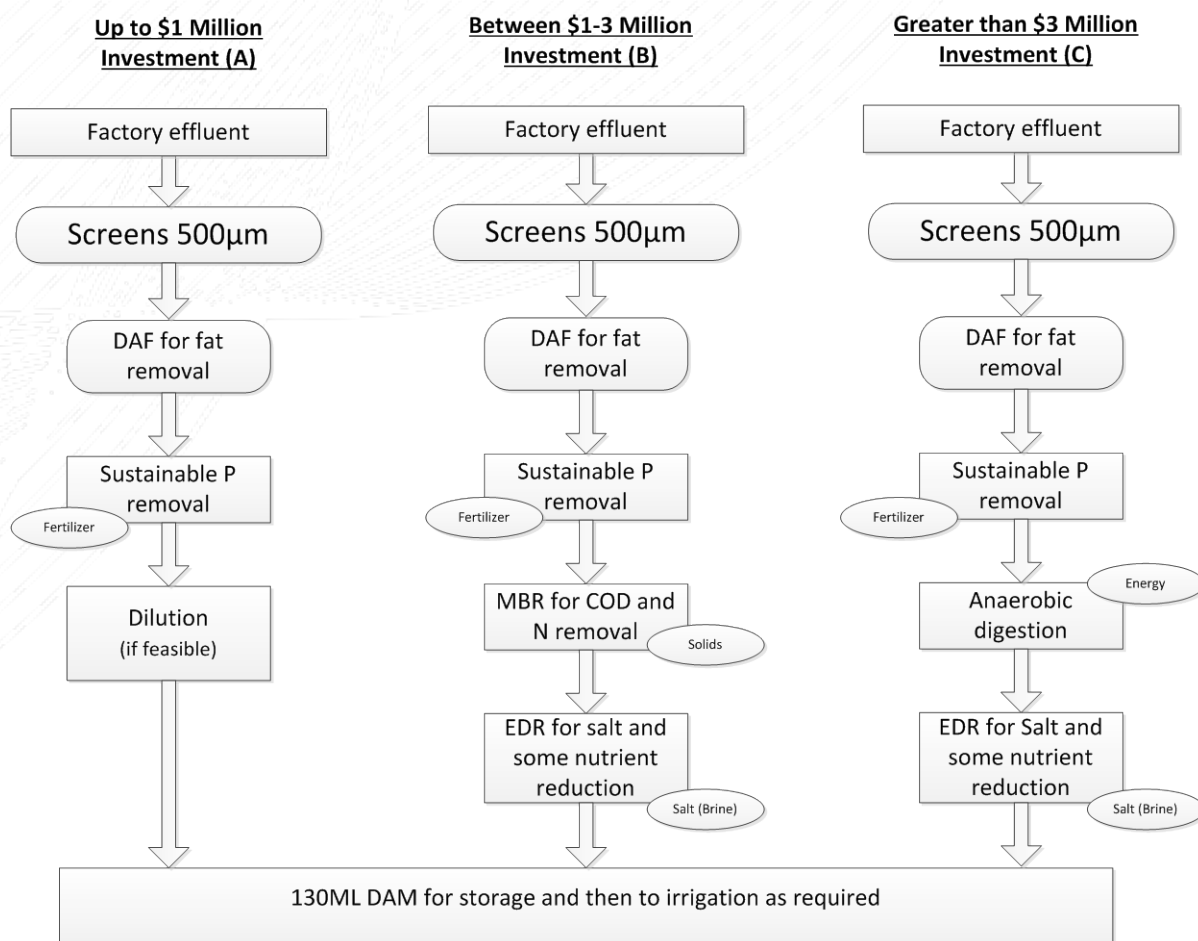 Up to $1 Million
Investment (A)
Factory effluent
Screens 500µm
DAF for fat
removal
Sustainable P
removal
Fertilizer
Dilution
(if feasible)
Between $1-3 Million
Investment (B)
Factory effluent
Screens 500µm
DAF for fat
removal
Sustainable P
removal
Fertilizer
MBR for COD and
N removal
Solids
EDR for salt and
some nutrient
reduction
Salt (Brine)
Greater than $3 Million
Investment (C)
Factory effluent
Screens 500µm
DAF for fat
removal
Sustainable P
removal
Fertilizer
Energy
Anaerobic
digestion
EDR for Salt and
some nutrient
reduction
Salt (Brine)
130ML DAM for storage and then to irrigation as required